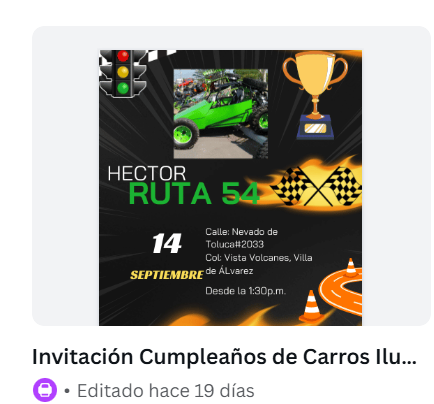 HECTOR
RUTA 54
14
SEPTIEMBRE
Calle: Nevado de
Toluca#2033
Col: Vista Volcanes, Villa
de ÁLvarez
Desde la 1:30p.m.
Invitación Cumpleaños de Carros Ilu...
• Editado hace 19 días